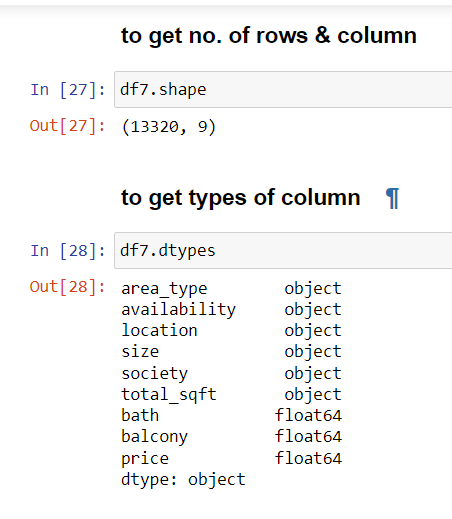 to get no. of rows & column
In [27]: df7.shape
Out[27]: (13320, 9)
to get types of column ¶
In [28]: df7.dtypes
Out[28]: area_type object
availability object
location object
size object
society object
total_sqft object
bath float64
balcony float64
price float64
dtype: object